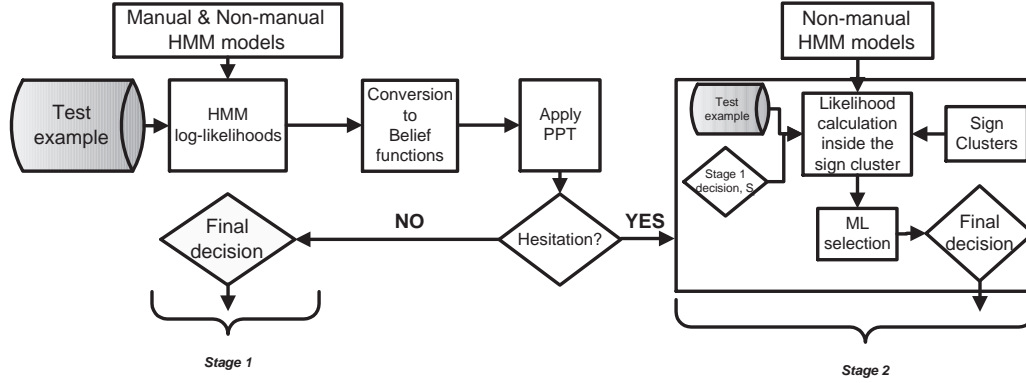 Manual & Non-manual
HMM models
Test
example
HMM
log-likelihoods
Conversion
to
Belief
functions
Apply
PPT
Hesitation?
NO
YES
Final
decision
Stage 1
Non-manual
HMM models
Test
example
Stage 1
decision, S
Likelihood
calculation
inside the
sign cluster
Sign
Clusters
ML
selection
Final
decision
Stage 2